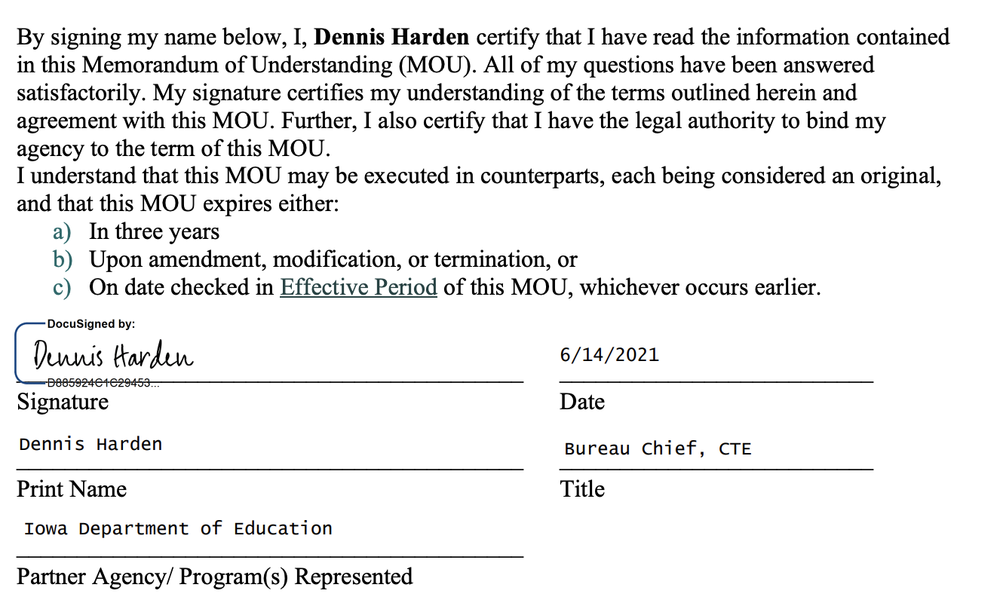 By signing my name below, I, Dennis Harden certify that I have read the information contained
in this Memorandum of Understanding (MOU). All of my questions have been answered
satisfactorily. My signature certifies my understanding of the terms outlined herein and
agreement with this MOU. Further, I also certify that I have the legal authority to bind my
agency to the term of this MOU.
I understand that this MOU may be executed in counterparts, each being considered an original,
and that this MOU expires either:
a) In three years
b) Upon amendment, modification, or termination, or
c) On date checked in Effective Period of this MOU, whichever occurs earlier.
DocuSigned by:
Dennis Harden
6/14/2021
D885924C1C29453...
Signature
Date
Dennis Harden
Bureau Chief, CTE
Print Name
Title
Iowa Department of Education
Partner Agency/ Program(s) Represented